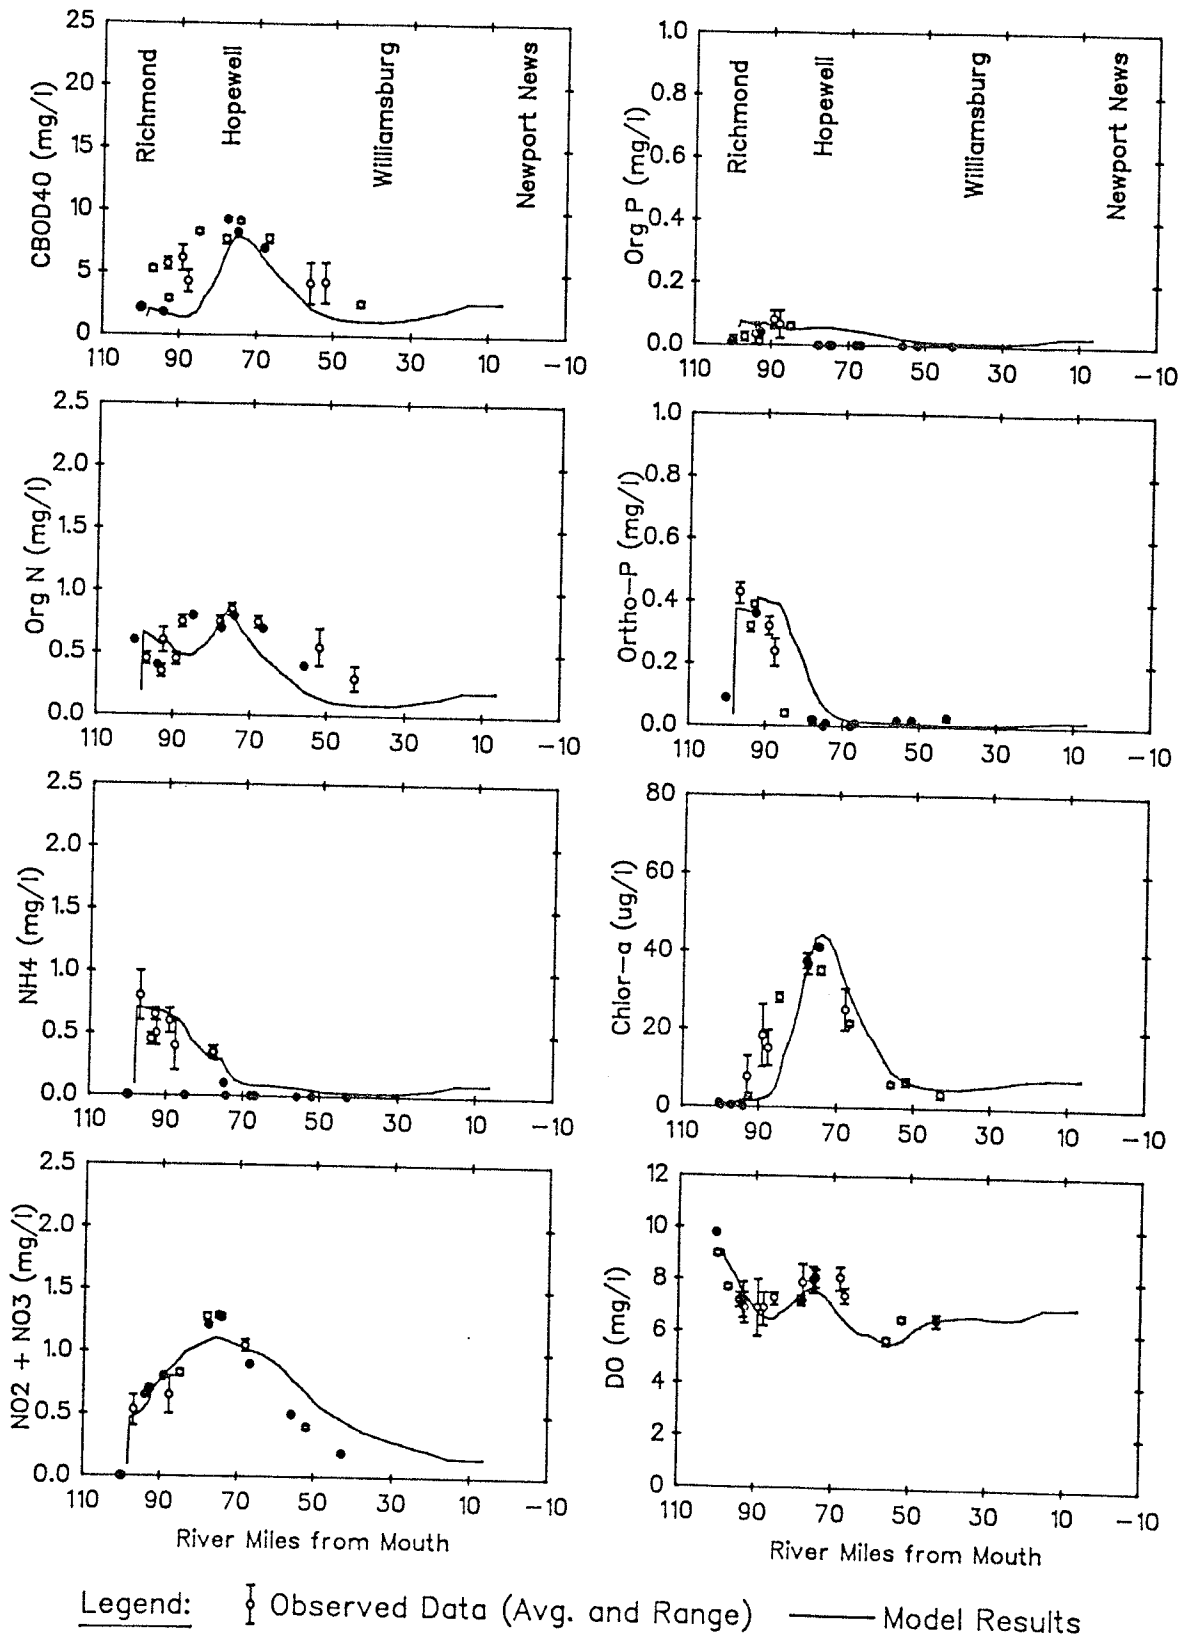 CBOD40 (mg/l)
25
20
15
10
5
0
Richmond
Hopewell
Williamsburg
Newport News
110 90 70 50 30 10 −10
Org P (mg/l)
1.0
0.8
0.6
0.4
0.2
0.0
Richmond
Hopewell
Williamsburg
Newport News
110 90 70 50 30 10 −10
Org N (mg/l)
2.5
2.0
1.5
1.0
0.5
0.0
110 90 70 50 30 10 −10
Ortho−P (mg/l)
1.0
0.8
0.6
0.4
0.2
0.0
110 90 70 50 30 10 −10
NH4 (mg/l)
2.5
2.0
1.5
1.0
0.5
0.0
110 90 70 50 30 10 −10
Chlor−a (ug/l)
80
60
40
20
0
110 90 70 50 30 10 −10
NO2 + NO3 (mg/l)
2.5
2.0
1.5
1.0
0.5
0.0
110 90 70 50 30 10 −10
River Miles from Mouth
DO (mg/l)
12
10
8
6
4
2
0
110 90 70 50 30 10 −10
River Miles from Mouth
Legend: Observed Data (Avg. and Range) Model Results